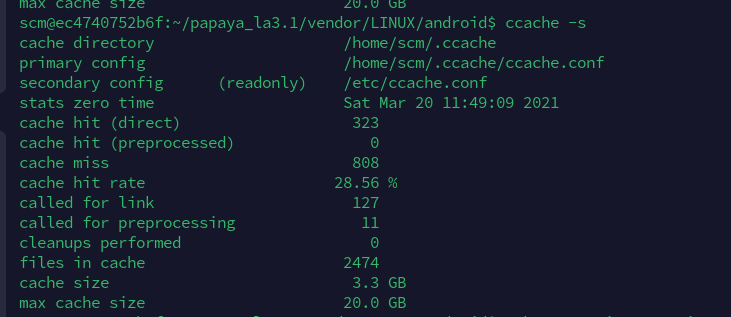 max cache size                      20.0 GB
scm@ec4740752b6f:~/papaya_la3.1/vendor/LINUX/android$ ccache -s
cache directory                     /home/scm/.ccache
primary config                      /home/scm/.ccache/ccache.conf
secondary config      (readonly)    /etc/ccache.conf
stats zero time                     Sat Mar 20 11:49:09 2021
cache hit (direct)                   323
cache hit (preprocessed)               0
cache miss                           808
cache hit rate                     28.56 %
called for link                      127
called for preprocessing              11
cleanups performed                     0
files in cache                      2474
cache size                           3.3 GB
max cache size                      20.0 GB